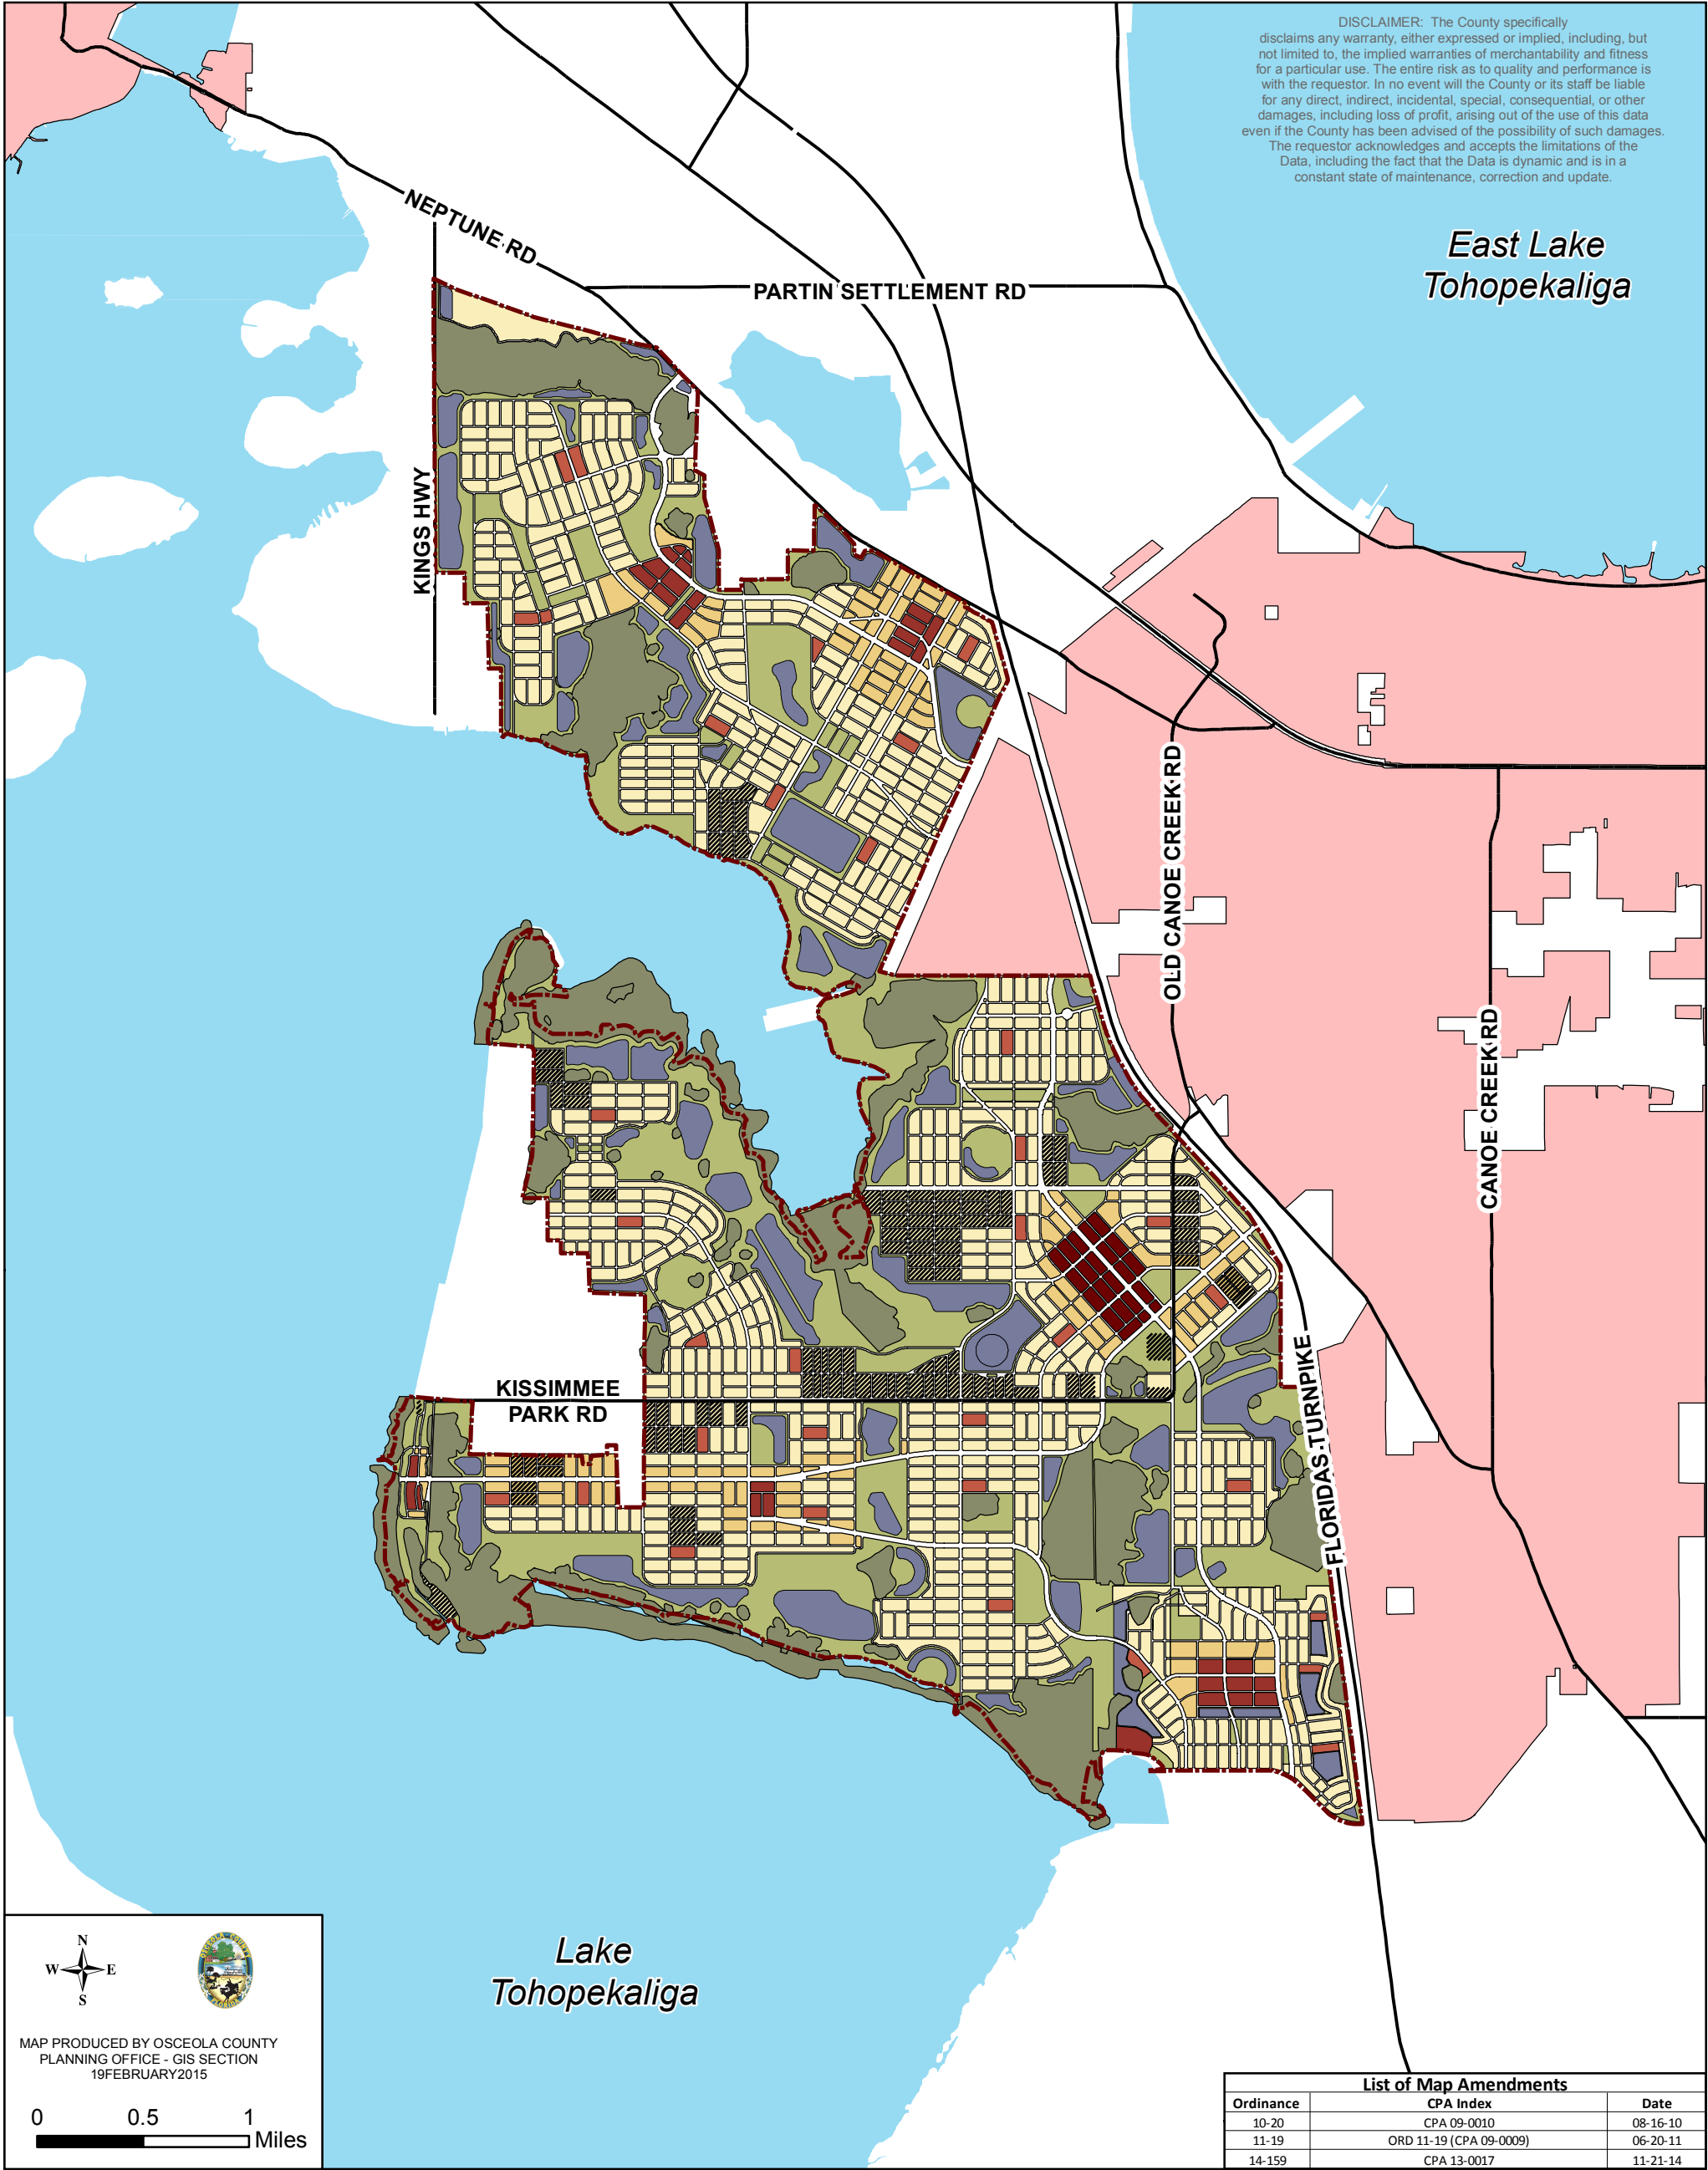 DISCLAIMER: The County specifically
disclaims any warranty, either expressed or implied, including, but
not limited to, the implied warranties of merchantability and fitness
for a particular use. The entire risk as to quality and performance is
with the requestor. In no event will the County or its staff be liable
for any direct, indirect, incidental, special, consequential, or other
damages, including loss of profit, arising out of the use of this data
even if the County has been advised of the possibility of such damages.
The requestor acknowledges and accepts the limitations of the
Data, including the fact that the Data is dynamic and is in a
constant state of maintenance, correction and update.
East Lake
Tohopekaliga
NEPTUNE RD
PARTIN SETTLEMENT RD
KINGS HWY
OLD CANOE CREEK RD
CANOE CREEK RD
FLORIDAS TURNPIKE
KISSIMMEE
PARK RD
Lake
Tohopekaliga
N
W E
S
OSCEOLA COUNTY
FLORIDA
MAP PRODUCED BY OSCEOLA COUNTY
PLANNING OFFICE - GIS SECTION
19FEBRUARY2015
0 0.5 1
Miles
List of Map Amendments
Ordinance CPA Index Date
10-20 CPA 09-0010 08-16-10
11-19 ORD 11-19 (CPA 09-0009) 06-20-11
14-159 CPA 13-0017 11-21-14